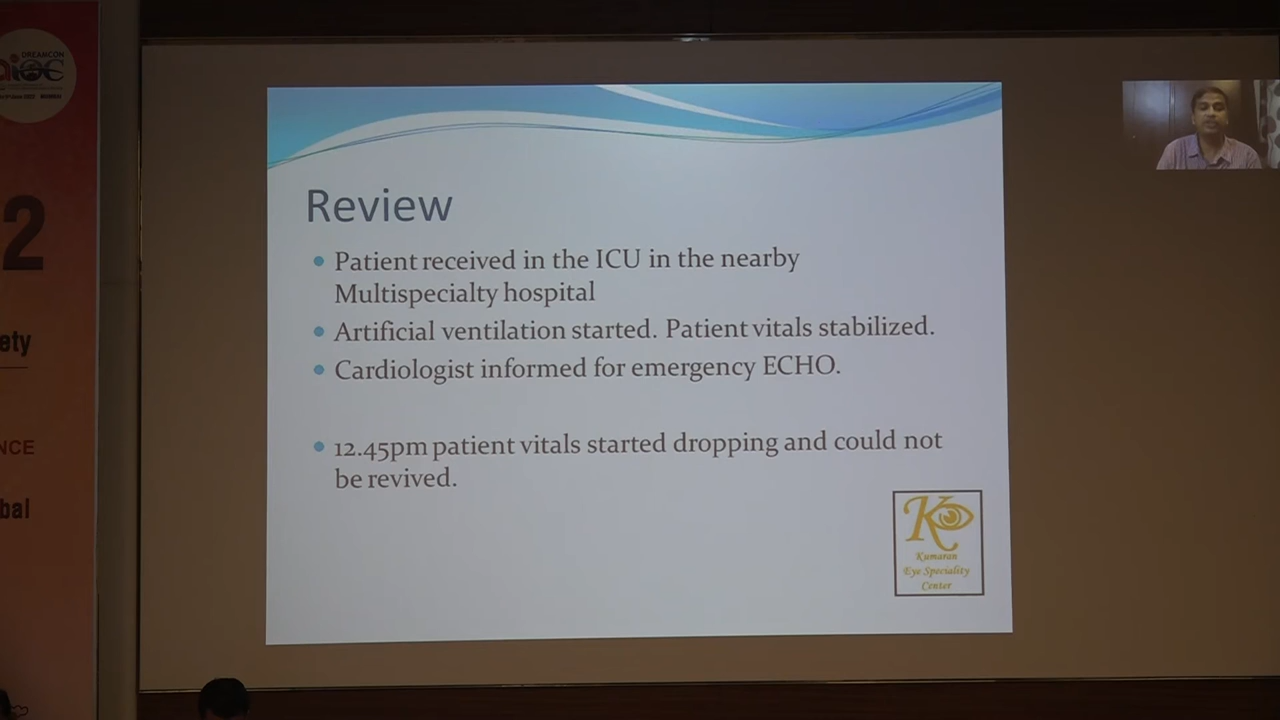 DREAMCON
aioc
2
ety
NCE
bal
Review
Patient received in the ICU in the nearby
Multispecialty hospital
Artificial ventilation started. Patient vitals stabilized.
Cardiologist informed for emergency ECHO.
12.45pm patient vitals started dropping and could not
be revived.
K
Kumaran
Eye Speciality
Center